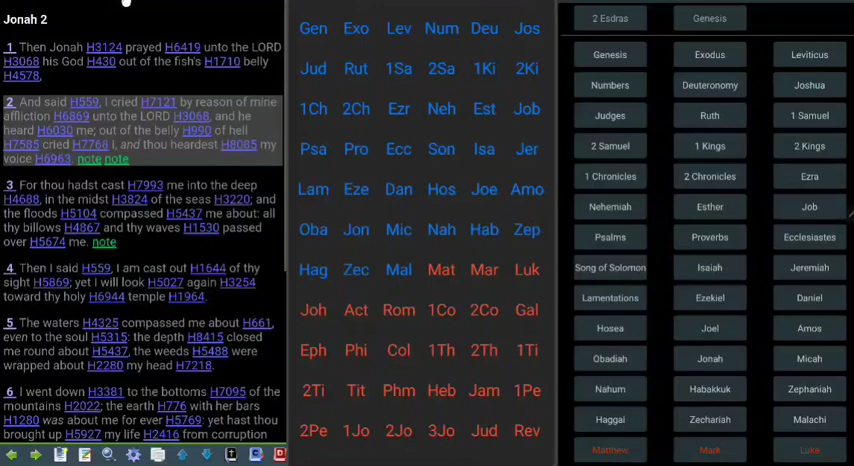 Jonah 2
1 Then Jonah H3124 prayed H6419 unto the LORD
H3068 his God H430 out of the fish's H1710 belly
H4578,
2 And said H559, I cried H7121 by reason of mine
affliction H6869 unto the LORD H3068, and he
heard H6030 me; out of the belly H990 of hell
H7585 cried H7768 I, and thou heardest H8085 my
voice H6963. note note
3 For thou hadst cast H7993 me into the deep
H4688, in the midst H3824 of the seas H3220; and
the floods H5104 compassed H5437 me about: all
thy billows H4867 and thy waves H1530 passed
over H5674 me. note
4 Then I said H559, I am cast out H1644 of thy
sight H5869; yet I will look H5027 again H3254
toward thy holy H6944 temple H1964.
5 The waters H4325 compassed me about H661,
even to the soul H5315: the depth H8415 closed
me round about H5437, the weeds H5488 were
wrapped about H2280 my head H7218.
6 I went down H3381 to the bottoms H7095 of the
mountains H2022; the earth H776 with her bars
H1280 was about me for ever H5769: yet hast thou
brought up H5927 my life H2416 from corruption
Gen Exo Lev Num Deu Jos
Jud Rut 1Sa 2Sa 1Ki 2Ki
1Ch 2Ch Ezr Neh Est Job
Psa Pro Ecc Son Isa Jer
Lam Eze Dan Hos Joe Amo
Oba Jon Mic Nah Hab Zep
Hag Zec Mal Mat Mar Luk
Joh Act Rom 1Co 2Co Gal
Eph Phi Col 1Th 2Th 1Ti
2Ti Tit Phm Heb Jam 1Pe
2Pe 1Jo 2Jo 3Jo Jud Rev
2 Esdras Genesis
Genesis Exodus Leviticus
Numbers Deuteronomy Joshua
Judges Ruth 1 Samuel
2 Samuel 1 Kings 2 Kings
1 Chronicles 2 Chronicles Ezra
Nehemiah Esther Job
Psalms Proverbs Ecclesiastes
Song of Solomon Isaiah Jeremiah
Lamentations Ezekiel Daniel
Hosea Joel Amos
Obadiah Jonah Micah
Nahum Habakkuk Zephaniah
Haggai Zechariah Malachi
Matthew Mark Luke